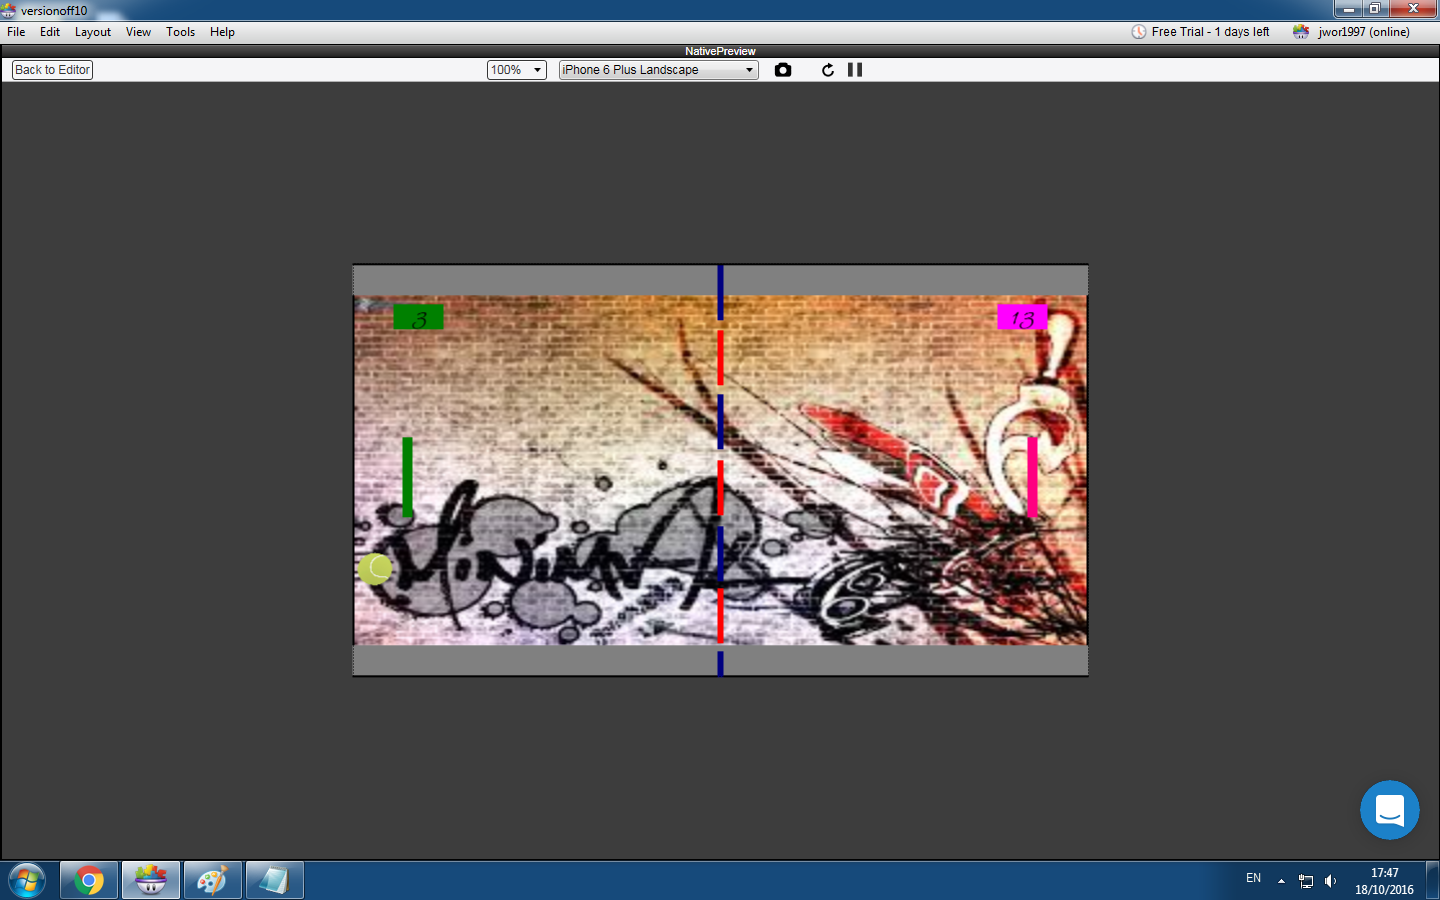 versionoff10
File Edit Layout View Tools Help
Free Trial - 1 days left
jwor1997 (online)
NativePreview
Back to Editor
100%
iPhone 6 Plus Landscape
3
13
EN
17:47
18/10/2016